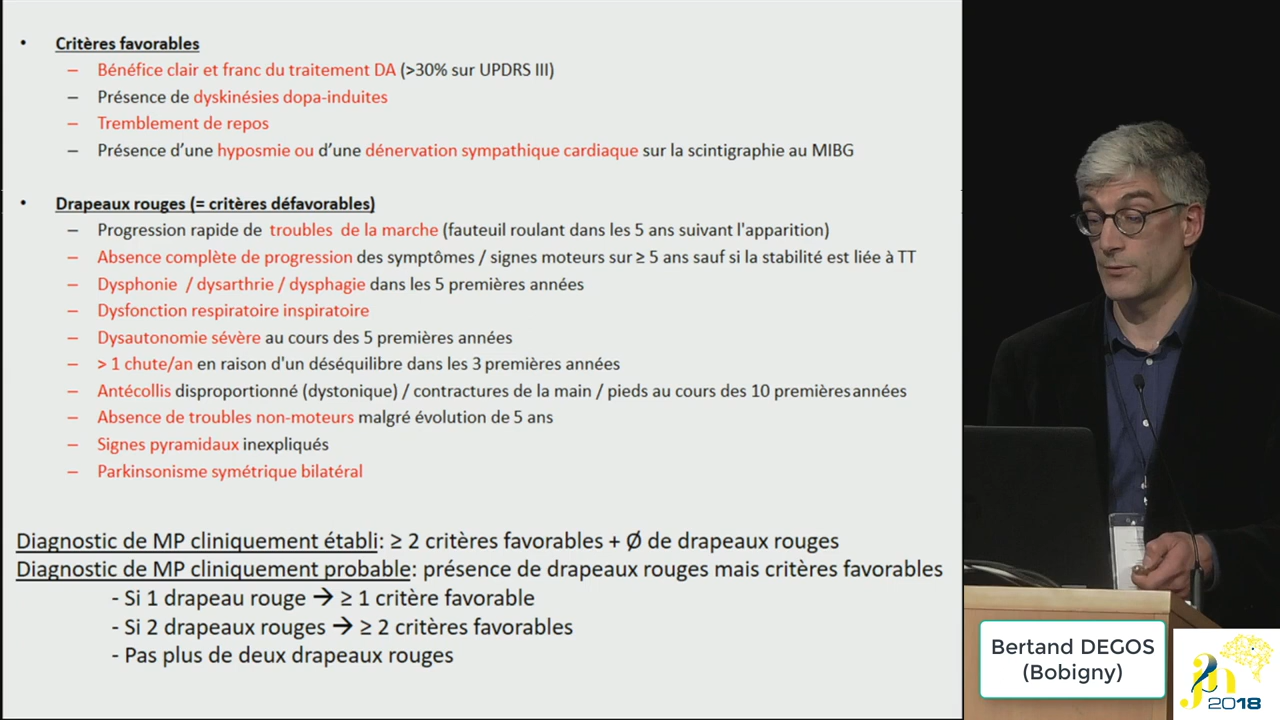 • Critères favorables
– Bénéfice clair et franc du traitement DA (>30% sur UPDRS III)
– Présence de dyskinésies dopa-induites
– Tremblement de repos
– Présence d’une hyposmie ou d’une dénervation sympathique cardiaque sur la scintigraphie au MIBG
• Drapeaux rouges (= critères défavorables)
– Progression rapide de troubles de la marche (fauteuil roulant dans les 5 ans suivant l'apparition)
– Absence complète de progression des symptômes / signes moteurs sur ≥ 5 ans sauf si la stabilité est liée à TT
– Dysphonie / dysarthrie / dysphagie dans les 5 premières années
– Dysfonction respiratoire inspiratoire
– Dysautonomie sévère au cours des 5 premières années
– > 1 chute/an en raison d'un déséquilibre dans les 3 premières années
– Antécollis disproportionné (dystonique) / contractures de la main / pieds au cours des 10 premières années
– Absence de troubles non-moteurs malgré évolution de 5 ans
– Signes pyramidaux inexpliqués
– Parkinsonisme symétrique bilatéral
Diagnostic de MP cliniquement établi: ≥ 2 critères favorables + Ø de drapeaux rouges
Diagnostic de MP cliniquement probable: présence de drapeaux rouges mais critères favorables
- Si 1 drapeau rouge → ≥ 1 critère favorable
- Si 2 drapeaux rouges → ≥ 2 critères favorables
- Pas plus de deux drapeaux rouges
Bertand DEGOS
(Bobigny)
2018